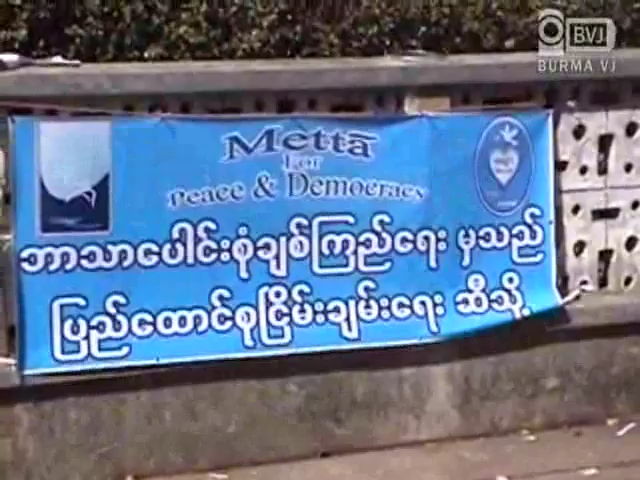 BVJ
BURMA VJ
Mettā
For
Peace & Democracy
ဘာသာပေါင်းစုံချစ်ကြည်ရေး မှသည်
ပြည်ထောင်စုငြိမ်းချမ်းရေး ဆီသို့